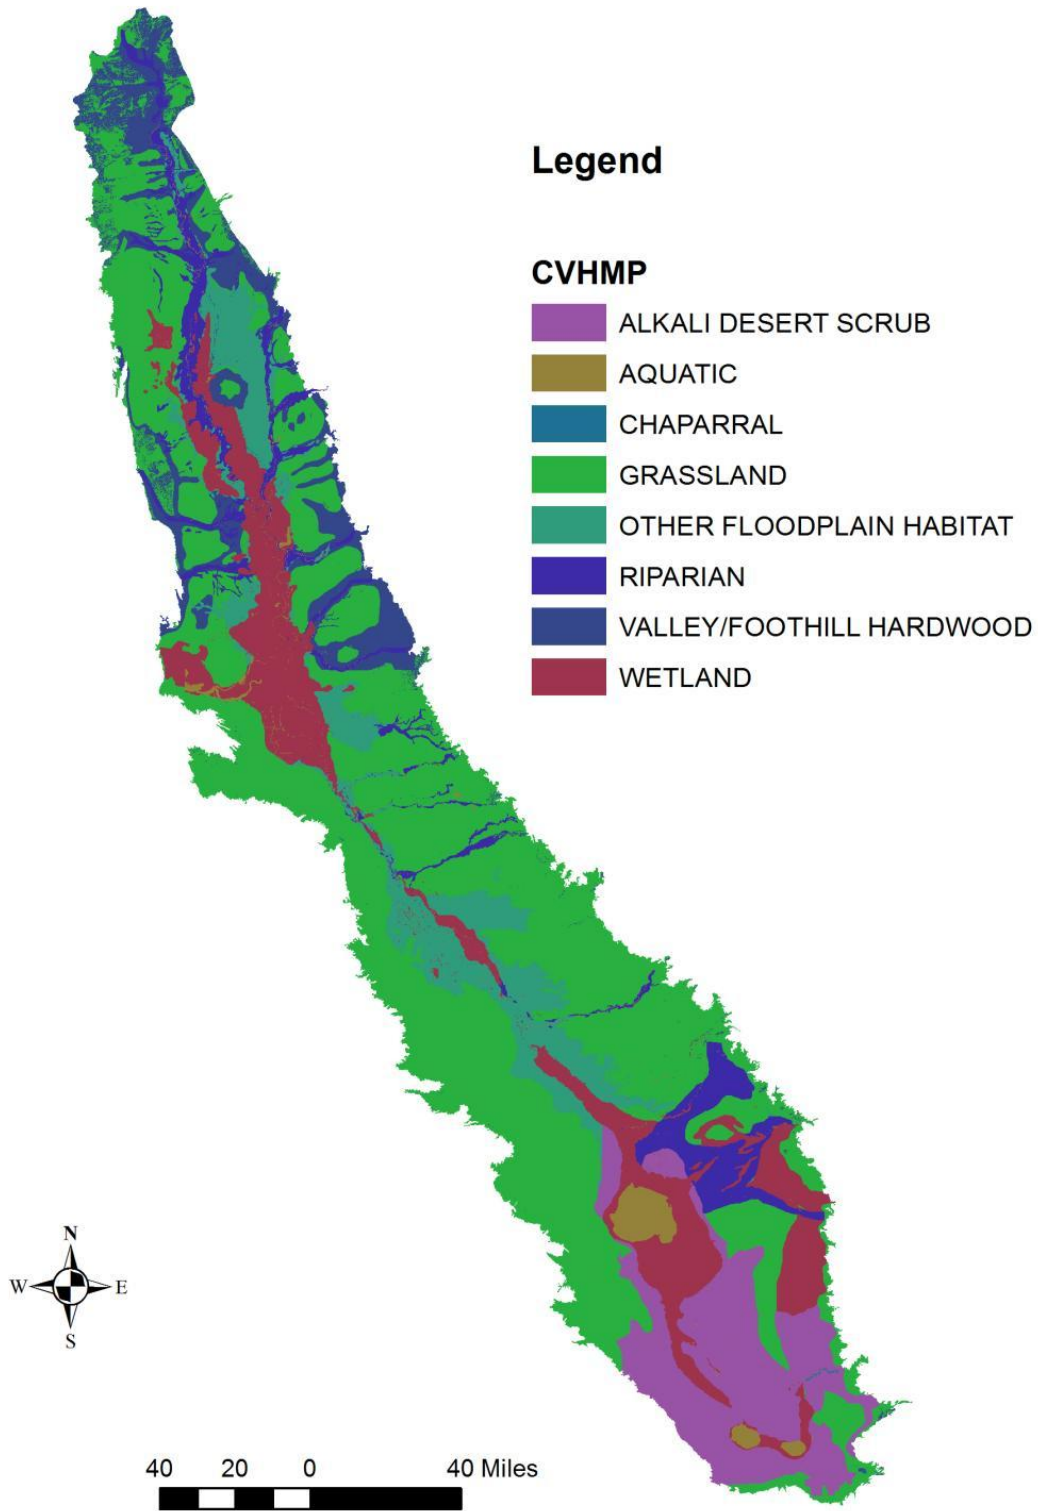 Legend
CVHMP
ALKALI DESERT SCRUB
AQUATIC
CHAPARRAL
GRASSLAND
OTHER FLOODPLAIN HABITAT
RIPARIAN
VALLEY/FOOTHILL HARDWOOD
WETLAND
N
W E
S
40 20 0 40 Miles